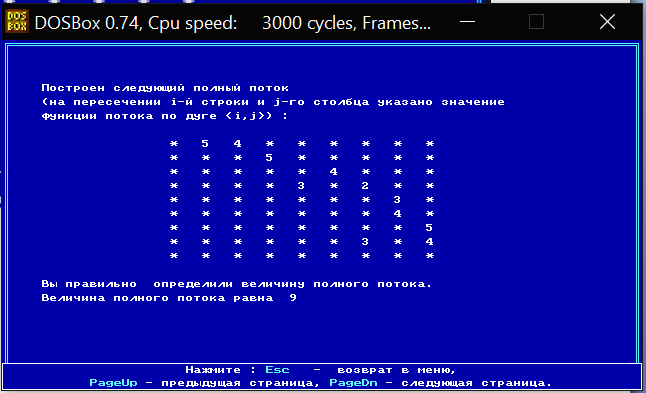 DOSBox 0.74, Cpu speed:     3000 cycles, Frames...
Построен следующий полный поток
(на пересечении i-й строки и j-го столбца указано значение
функции потока по дуге <i,j>) :
* 5 4 * * * * * *
* * * 5 * * * * *
* * * * * 4 * * *
* * * * 3 * 2 * *
* * * * * * * 3 *
* * * * * * * 4 *
* * * * * * * * 5
* * * * * * 3 * 4
* * * * * * * * *
Вы правильно  определили величину полного потока.
Величина полного потока равна  9
Нажмите : Esc   -  возврат в меню,
PageUp - предыдущая страница, PageDn - следующая страница.